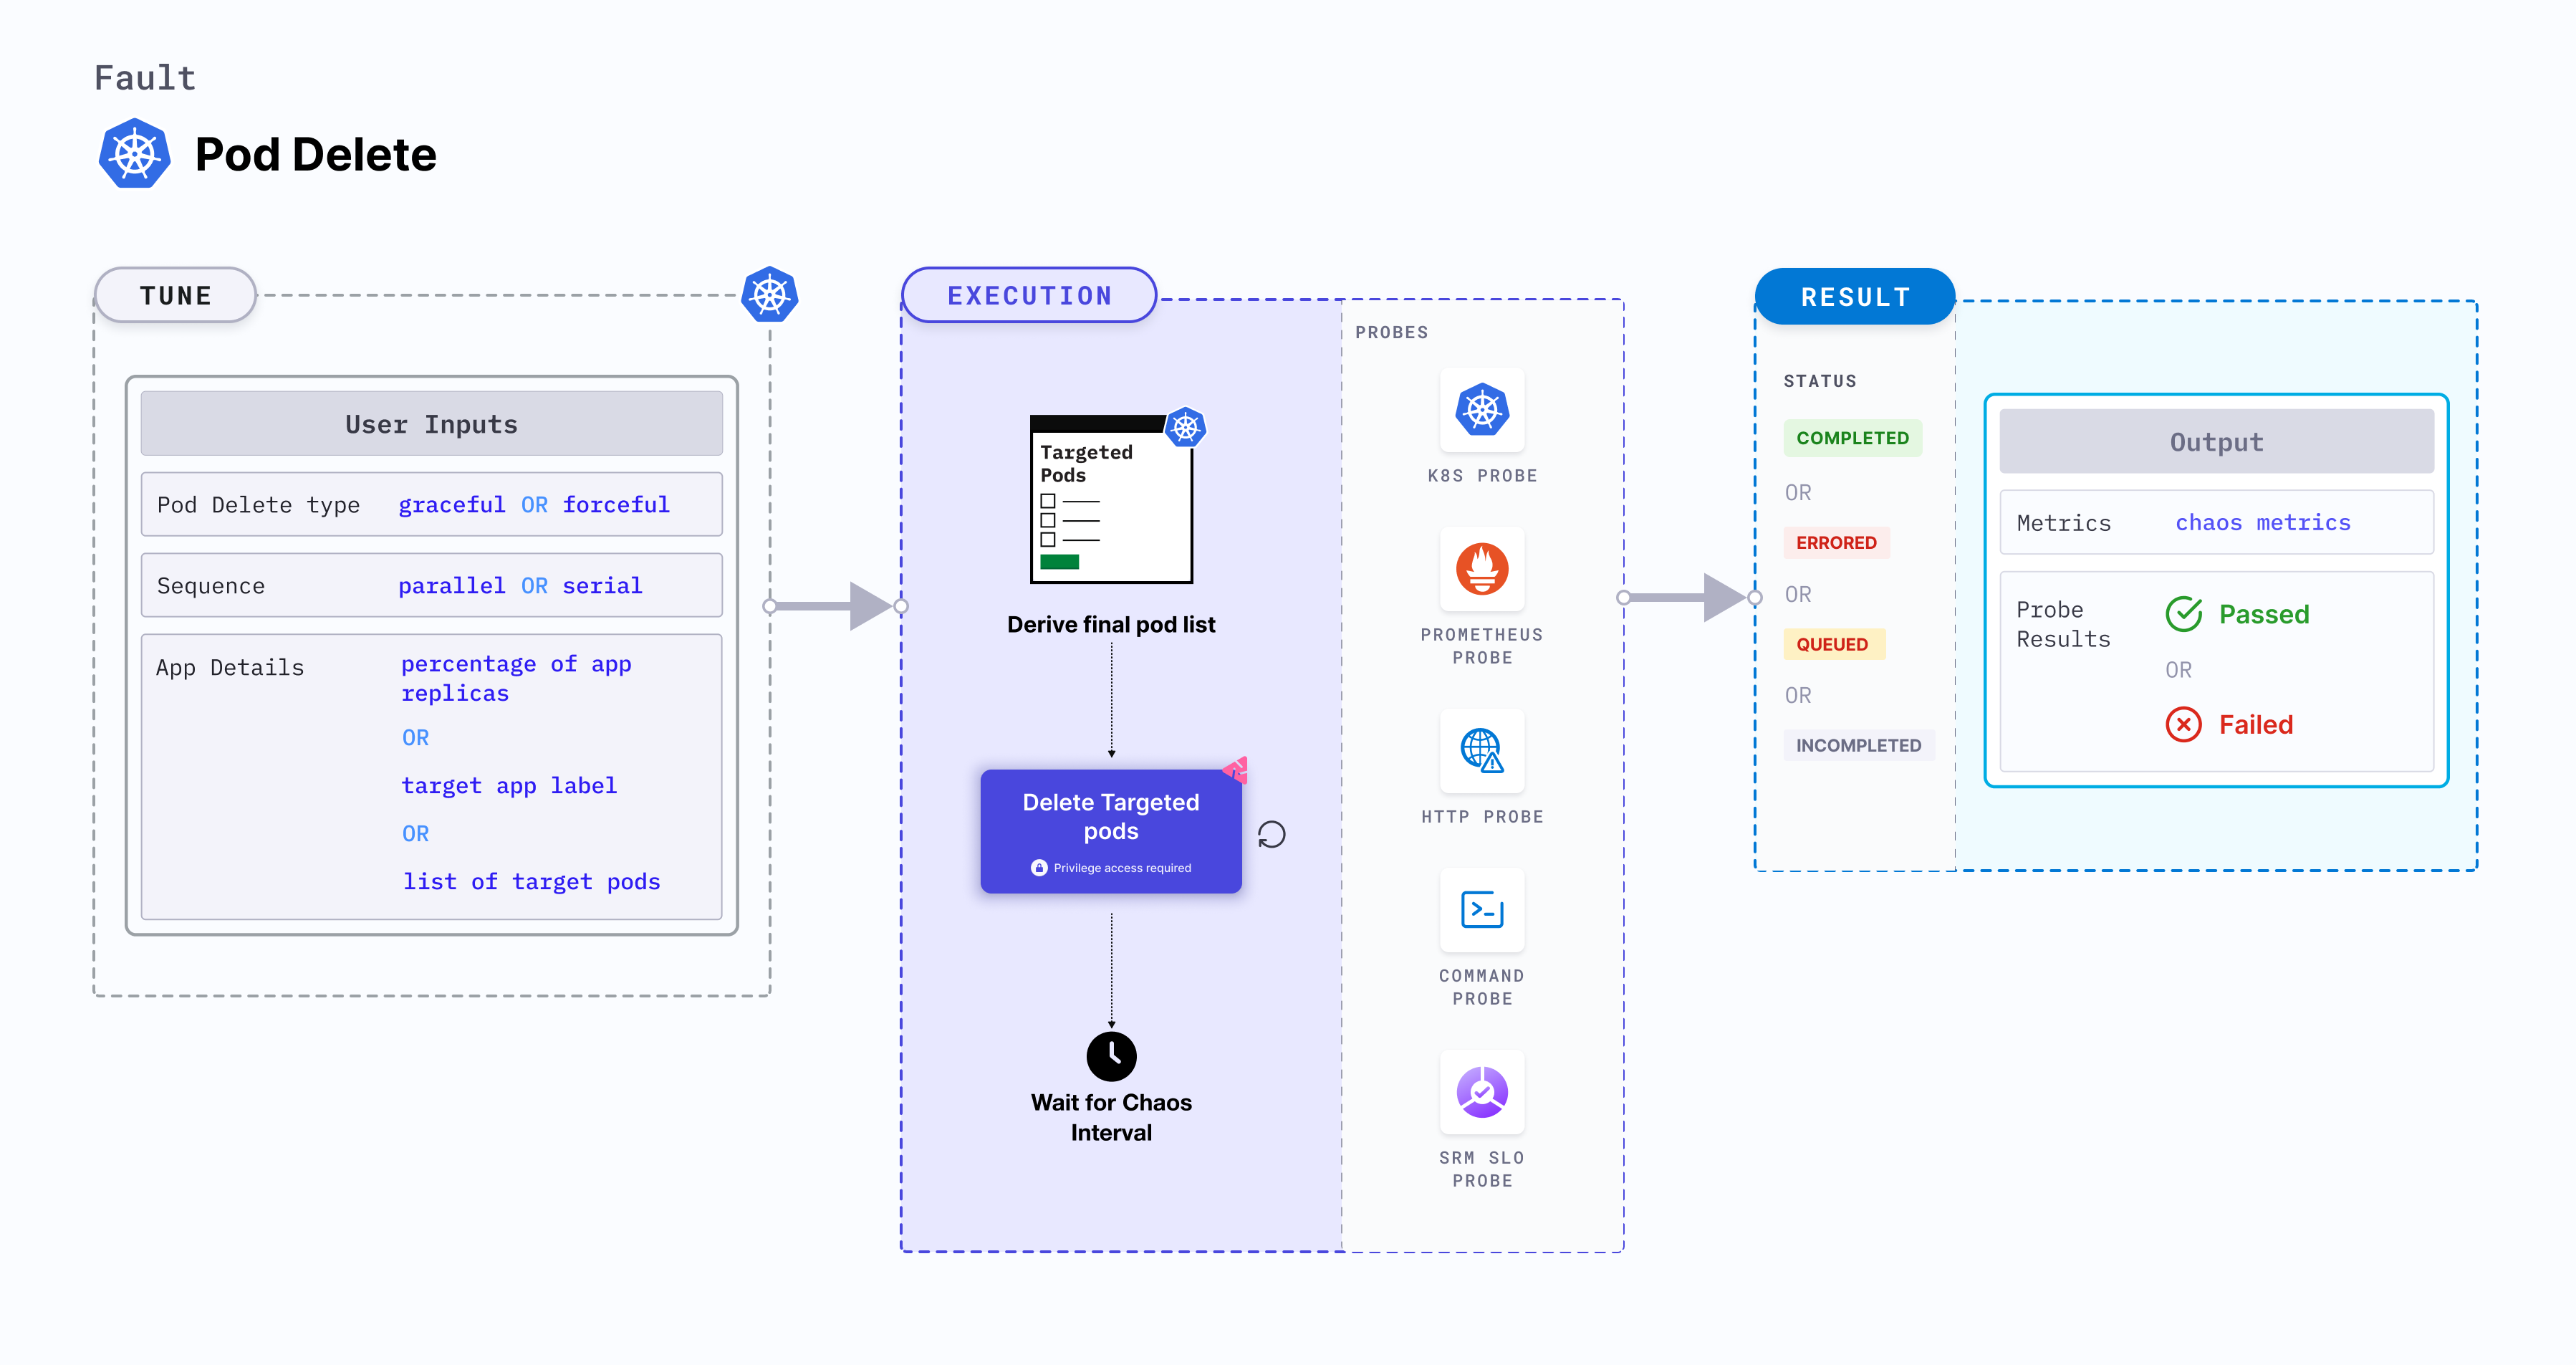 Fault
Pod Delete
TUNE
User Inputs
Pod Delete type graceful OR forceful
Sequence parallel OR serial
App Details percentage of app
replicas
OR
target app label
OR
list of target pods
EXECUTION
Targeted
Pods
Derive final pod list
Delete Targeted
pods
Privilege access required
Wait for Chaos
Interval
PROBES
K8S PROBE
PROMETHEUS
PROBE
HTTP PROBE
COMMAND
PROBE
SRM SLO
PROBE
RESULT
STATUS
COMPLETED
OR
ERRORED
OR
QUEUED
OR
INCOMPLETED
Output
Metrics chaos metrics
Probe
Results
Passed
OR
Failed